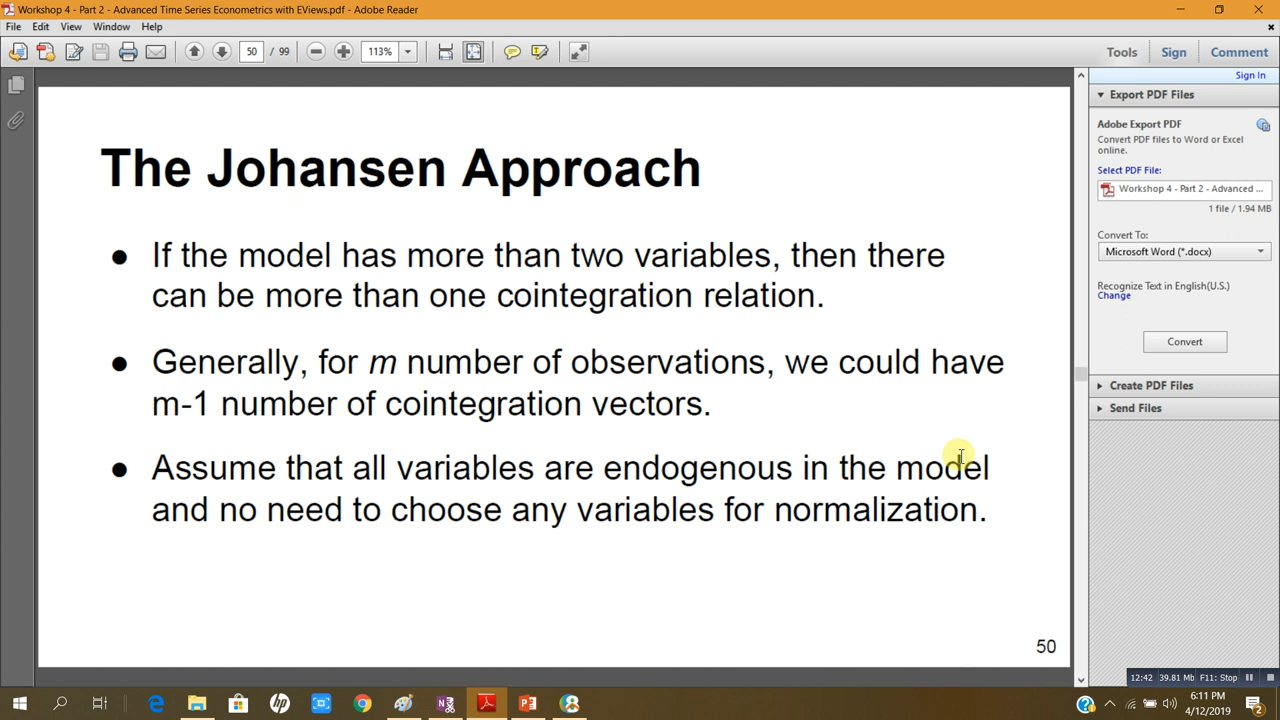 Workshop 4 - Part 2 - Advanced Time Series Econometrics with EViews.pdf - Adobe Reader
File Edit View Window Help
50 / 99 113% Tools Sign Comment
Sign In
The Johansen Approach
● If the model has more than two variables, then there
can be more than one cointegration relation.
● Generally, for m number of observations, we could have
m-1 number of cointegration vectors.
● Assume that all variables are endogenous in the model
and no need to choose any variables for normalization.
50
Export PDF Files
Adobe Export PDF
Convert PDF files to Word or Excel
online.
Select PDF File:
Workshop 4 - Part 2 - Advanced ...
1 file / 1.94 MB
Convert To:
Microsoft Word (*.docx)
Recognize Text in English(U.S.)
Change
Convert
Create PDF Files
Send Files
12:42 39.81 Mb F11: Stop
6:11 PM
4/12/2019
2